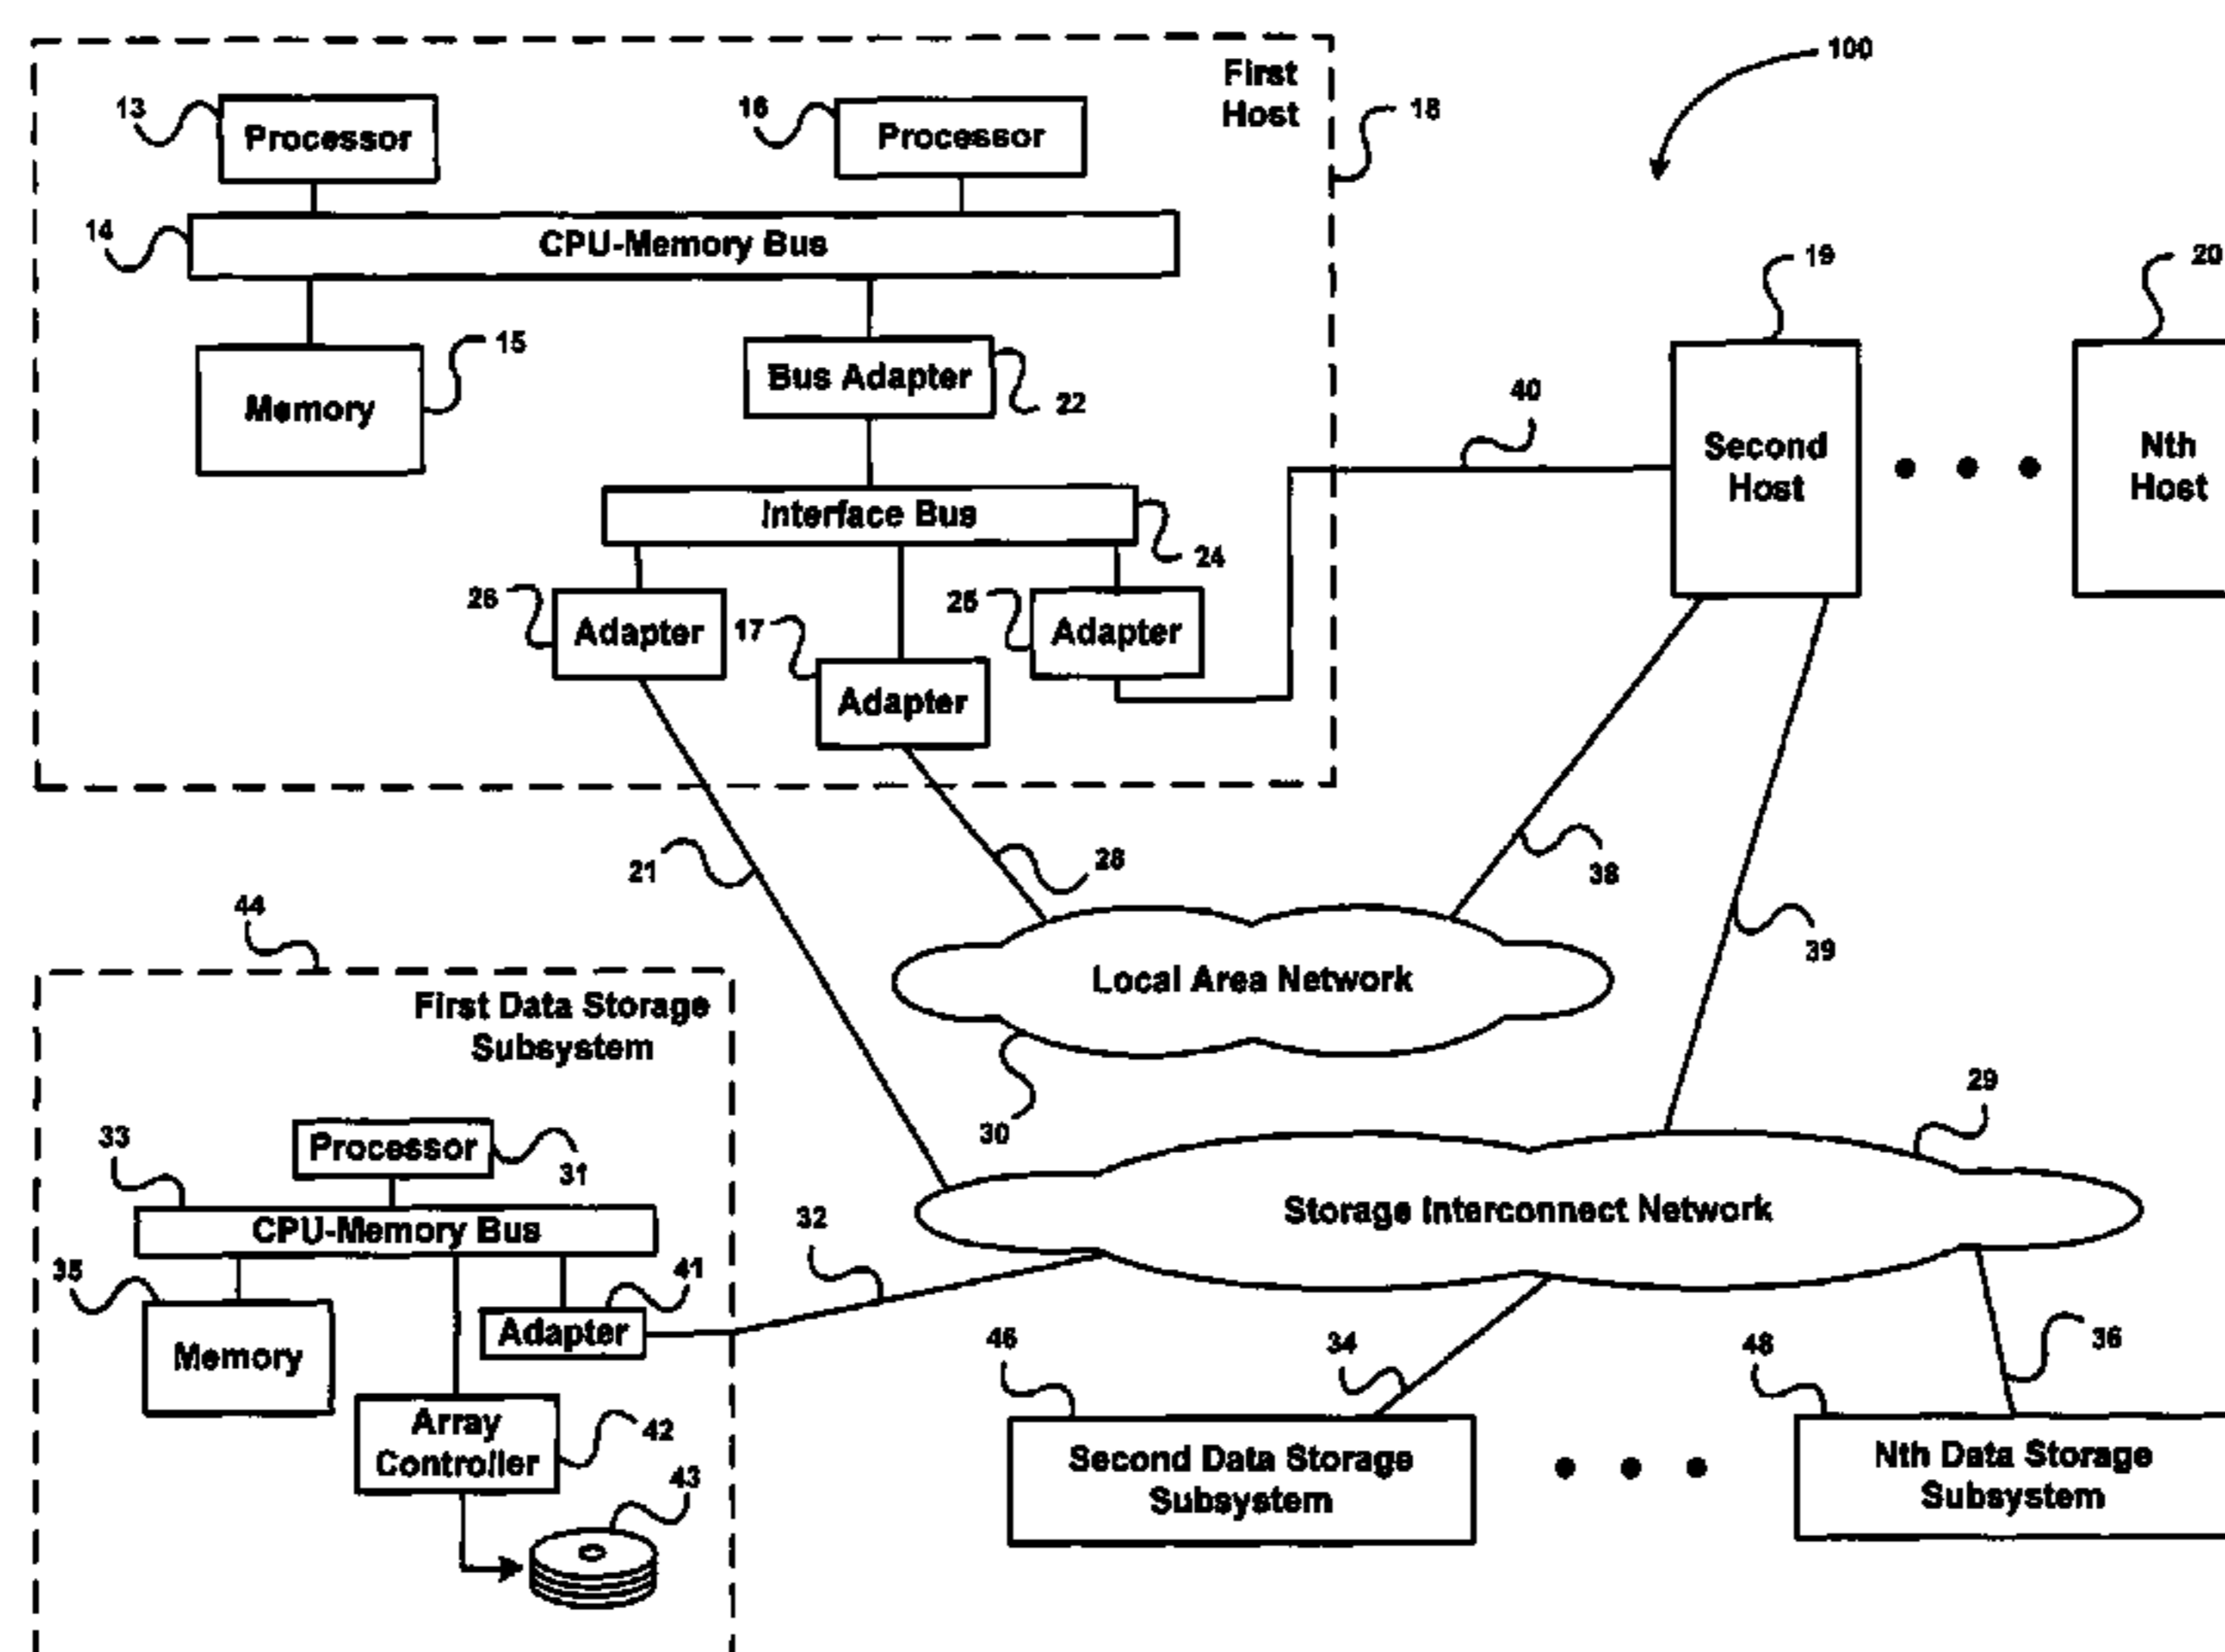 100
First
Host
18
13
Processor
16
Processor
14
CPU-Memory Bus
19
20
15
Memory
Bus Adapter
22
40
Second
Host
Nth
Host
Interface Bus
24
26
Adapter
17
Adapter
25
Adapter
21
28
38
39
44
First Data Storage
Subsystem
Local Area Network
30
29
33
Processor
31
CPU-Memory Bus
32
Storage Interconnect Network
35
Memory
41
Adapter
46
34
48
36
Array
Controller
42
43
Second Data Storage
Subsystem
Nth Data Storage
Subsystem